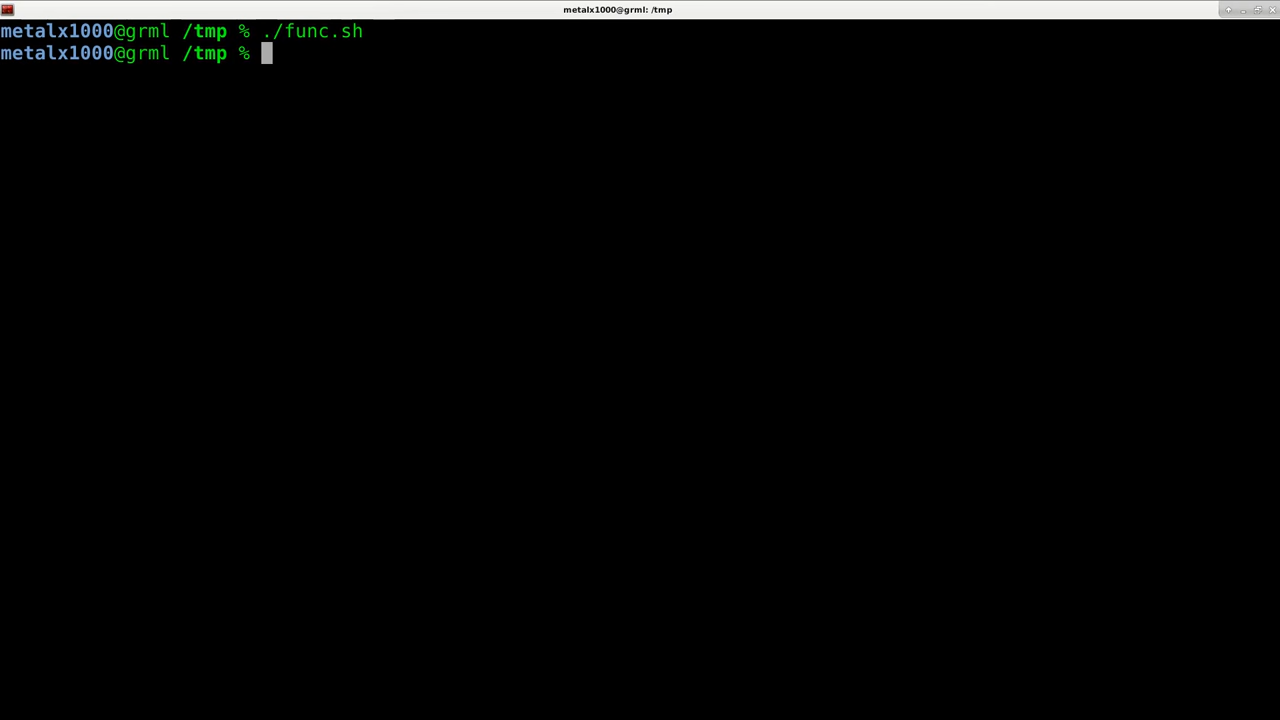 metalx1000@grml: /tmp
metalx1000@grml /tmp % ./func.sh
metalx1000@grml /tmp %